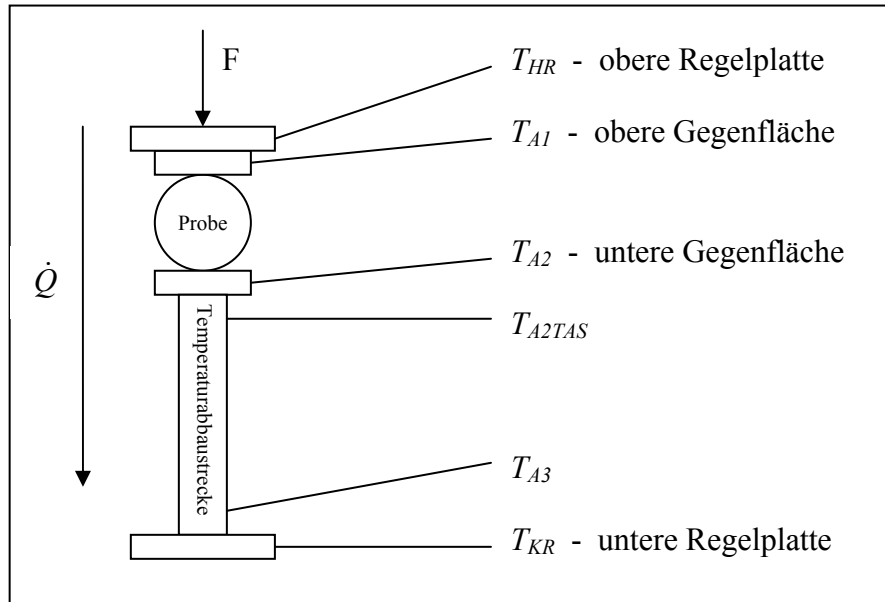 F
T_HR - obere Regelplatte
T_A1 - obere Gegenfläche
Probe
T_A2 - untere Gegenfläche
Q̇
T_A2TAS
Temperaturabbaustrecke
T_A3
T_KR - untere Regelplatte